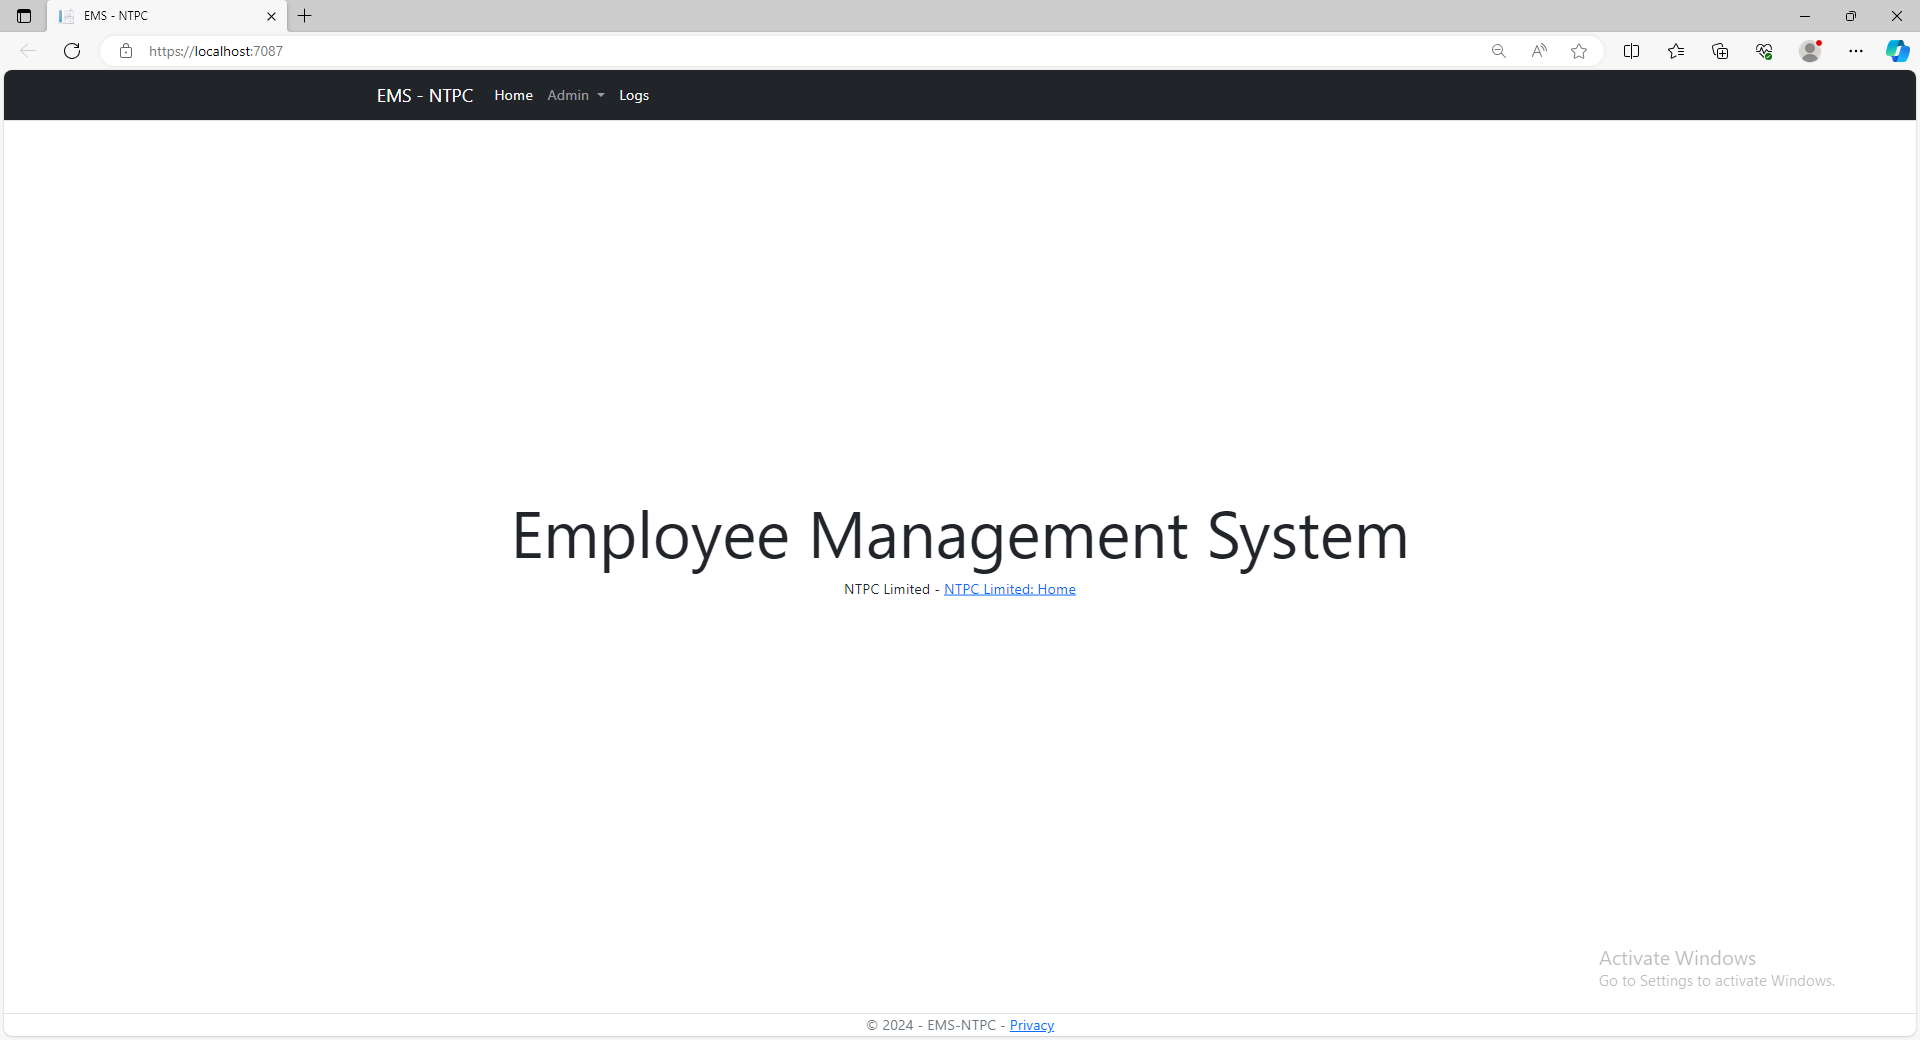 EMS - NTPC
https://localhost:7087
EMS - NTPC Home Admin Logs
Employee Management System
NTPC Limited - NTPC Limited: Home
Activate Windows
Go to Settings to activate Windows.
© 2024 - EMS-NTPC - Privacy